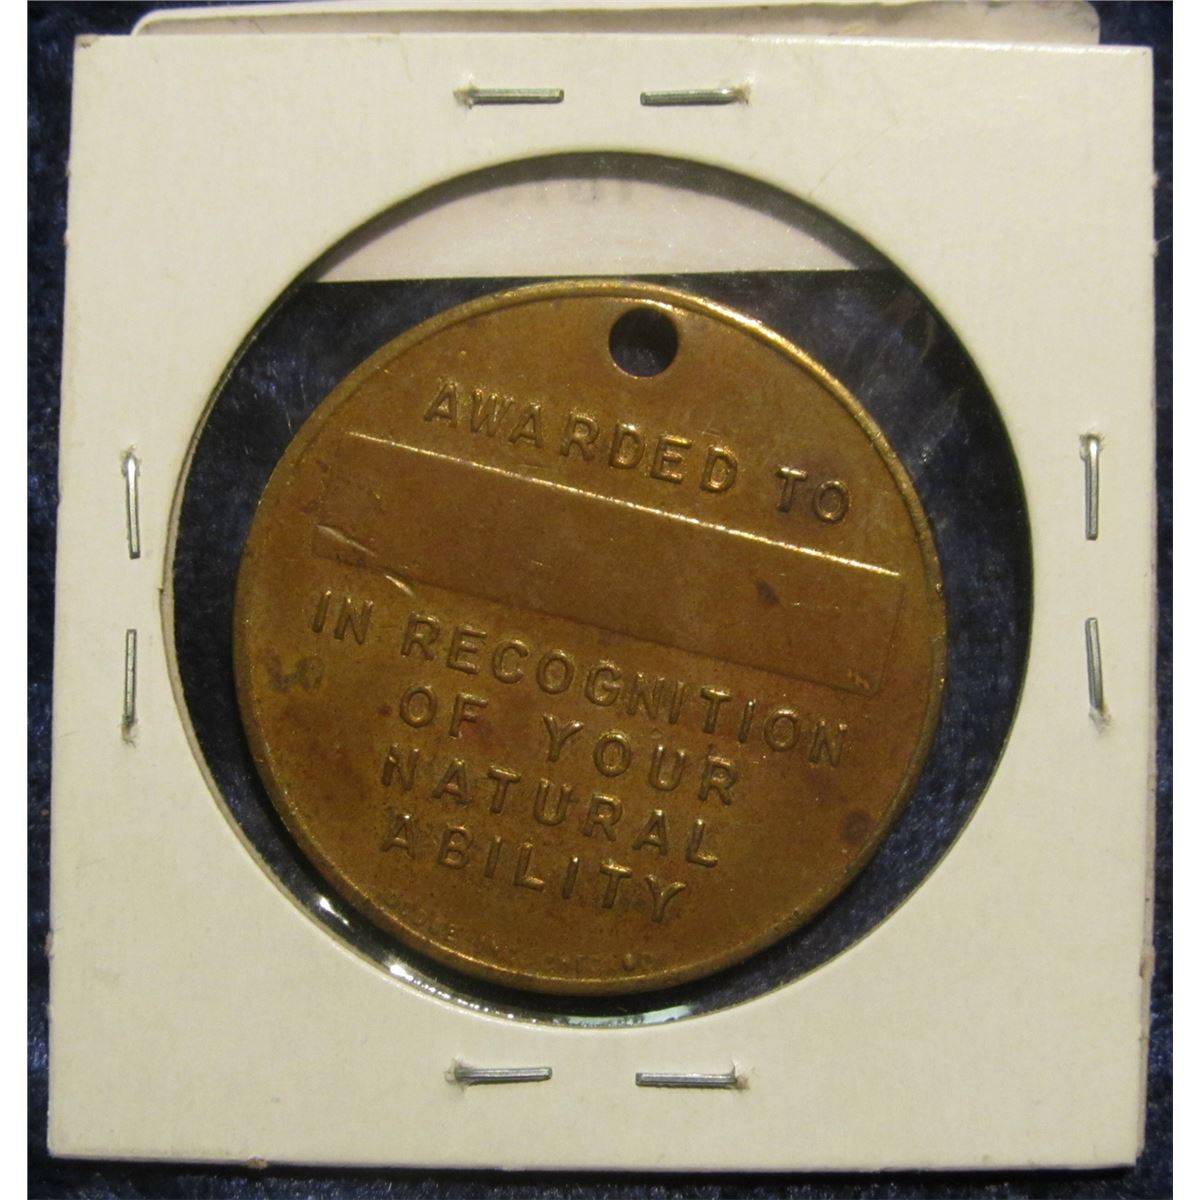 AWARDED TO
IN RECOGNITION
OF YOUR
NATURAL
ABILITY